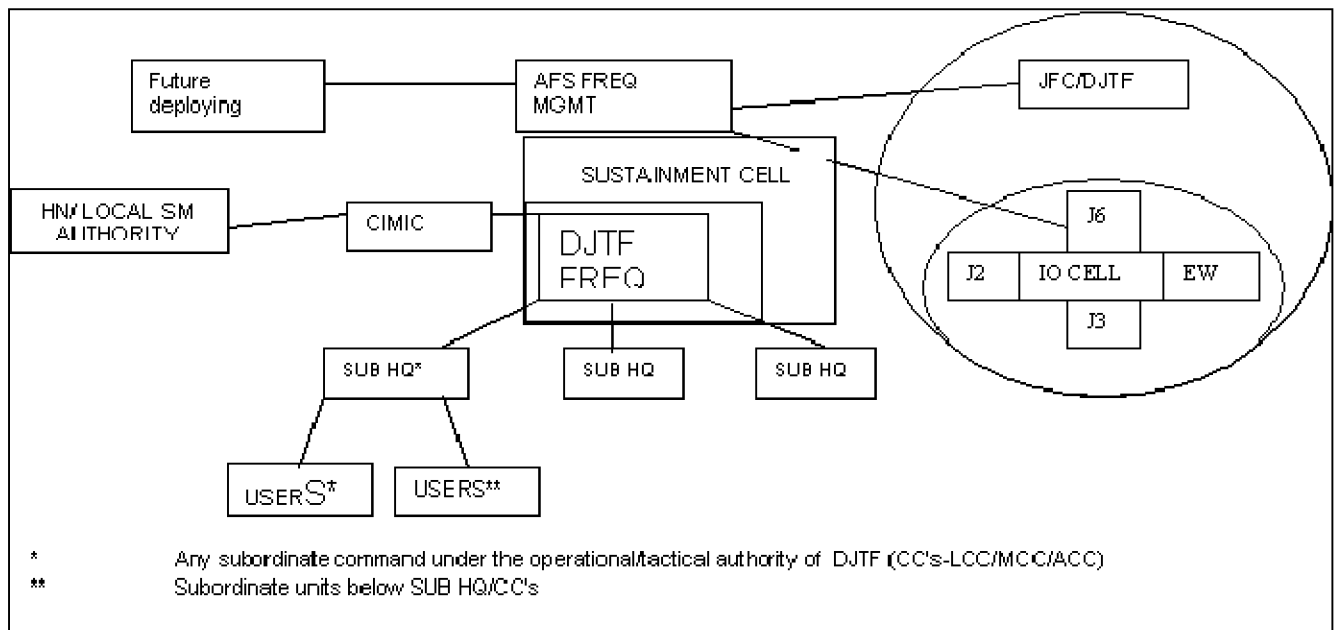 Future
deploying
AFS FREQ
MGMT
JFC/DJTF
SUSTAINMENT CELL
HN/ LOCAL SM
AUTHORITY
CIMIC
DJTF
FREQ
J6
J2
IO CELL
EW
J3
SUB HQ*
SUB HQ
SUB HQ
USERS*
USERS**
* Any subordinate command under the operational/tactical authority of DJTF (CC's-LCC/MCC/ACC)
** Subordinate units below SUB HQ/CC's